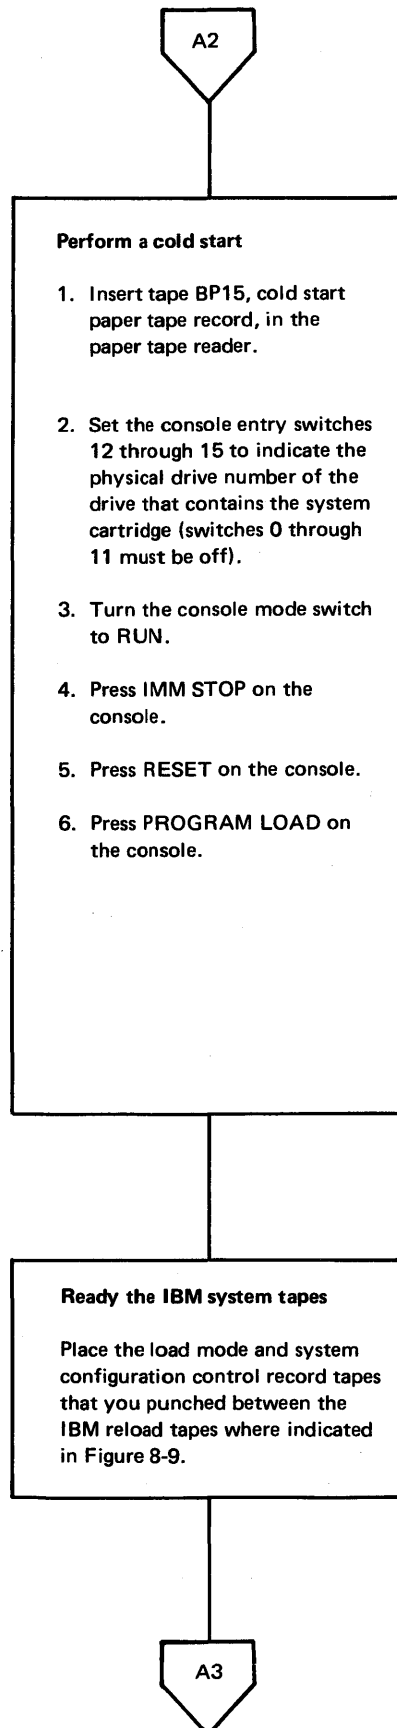 A2
Perform a cold start
1. Insert tape BP15, cold start
paper tape record, in the
paper tape reader.
2. Set the console entry switches
12 through 15 to indicate the
physical drive number of the
drive that contains the system
cartridge (switches 0 through
11 must be off).
3. Turn the console mode switch
to RUN.
4. Press IMM STOP on the
console.
5. Press RESET on the console.
6. Press PROGRAM LOAD on
the console.
Ready the IBM system tapes
Place the load mode and system
configuration control record tapes
that you punched between the
IBM reload tapes where indicated
in Figure 8-9.
A3